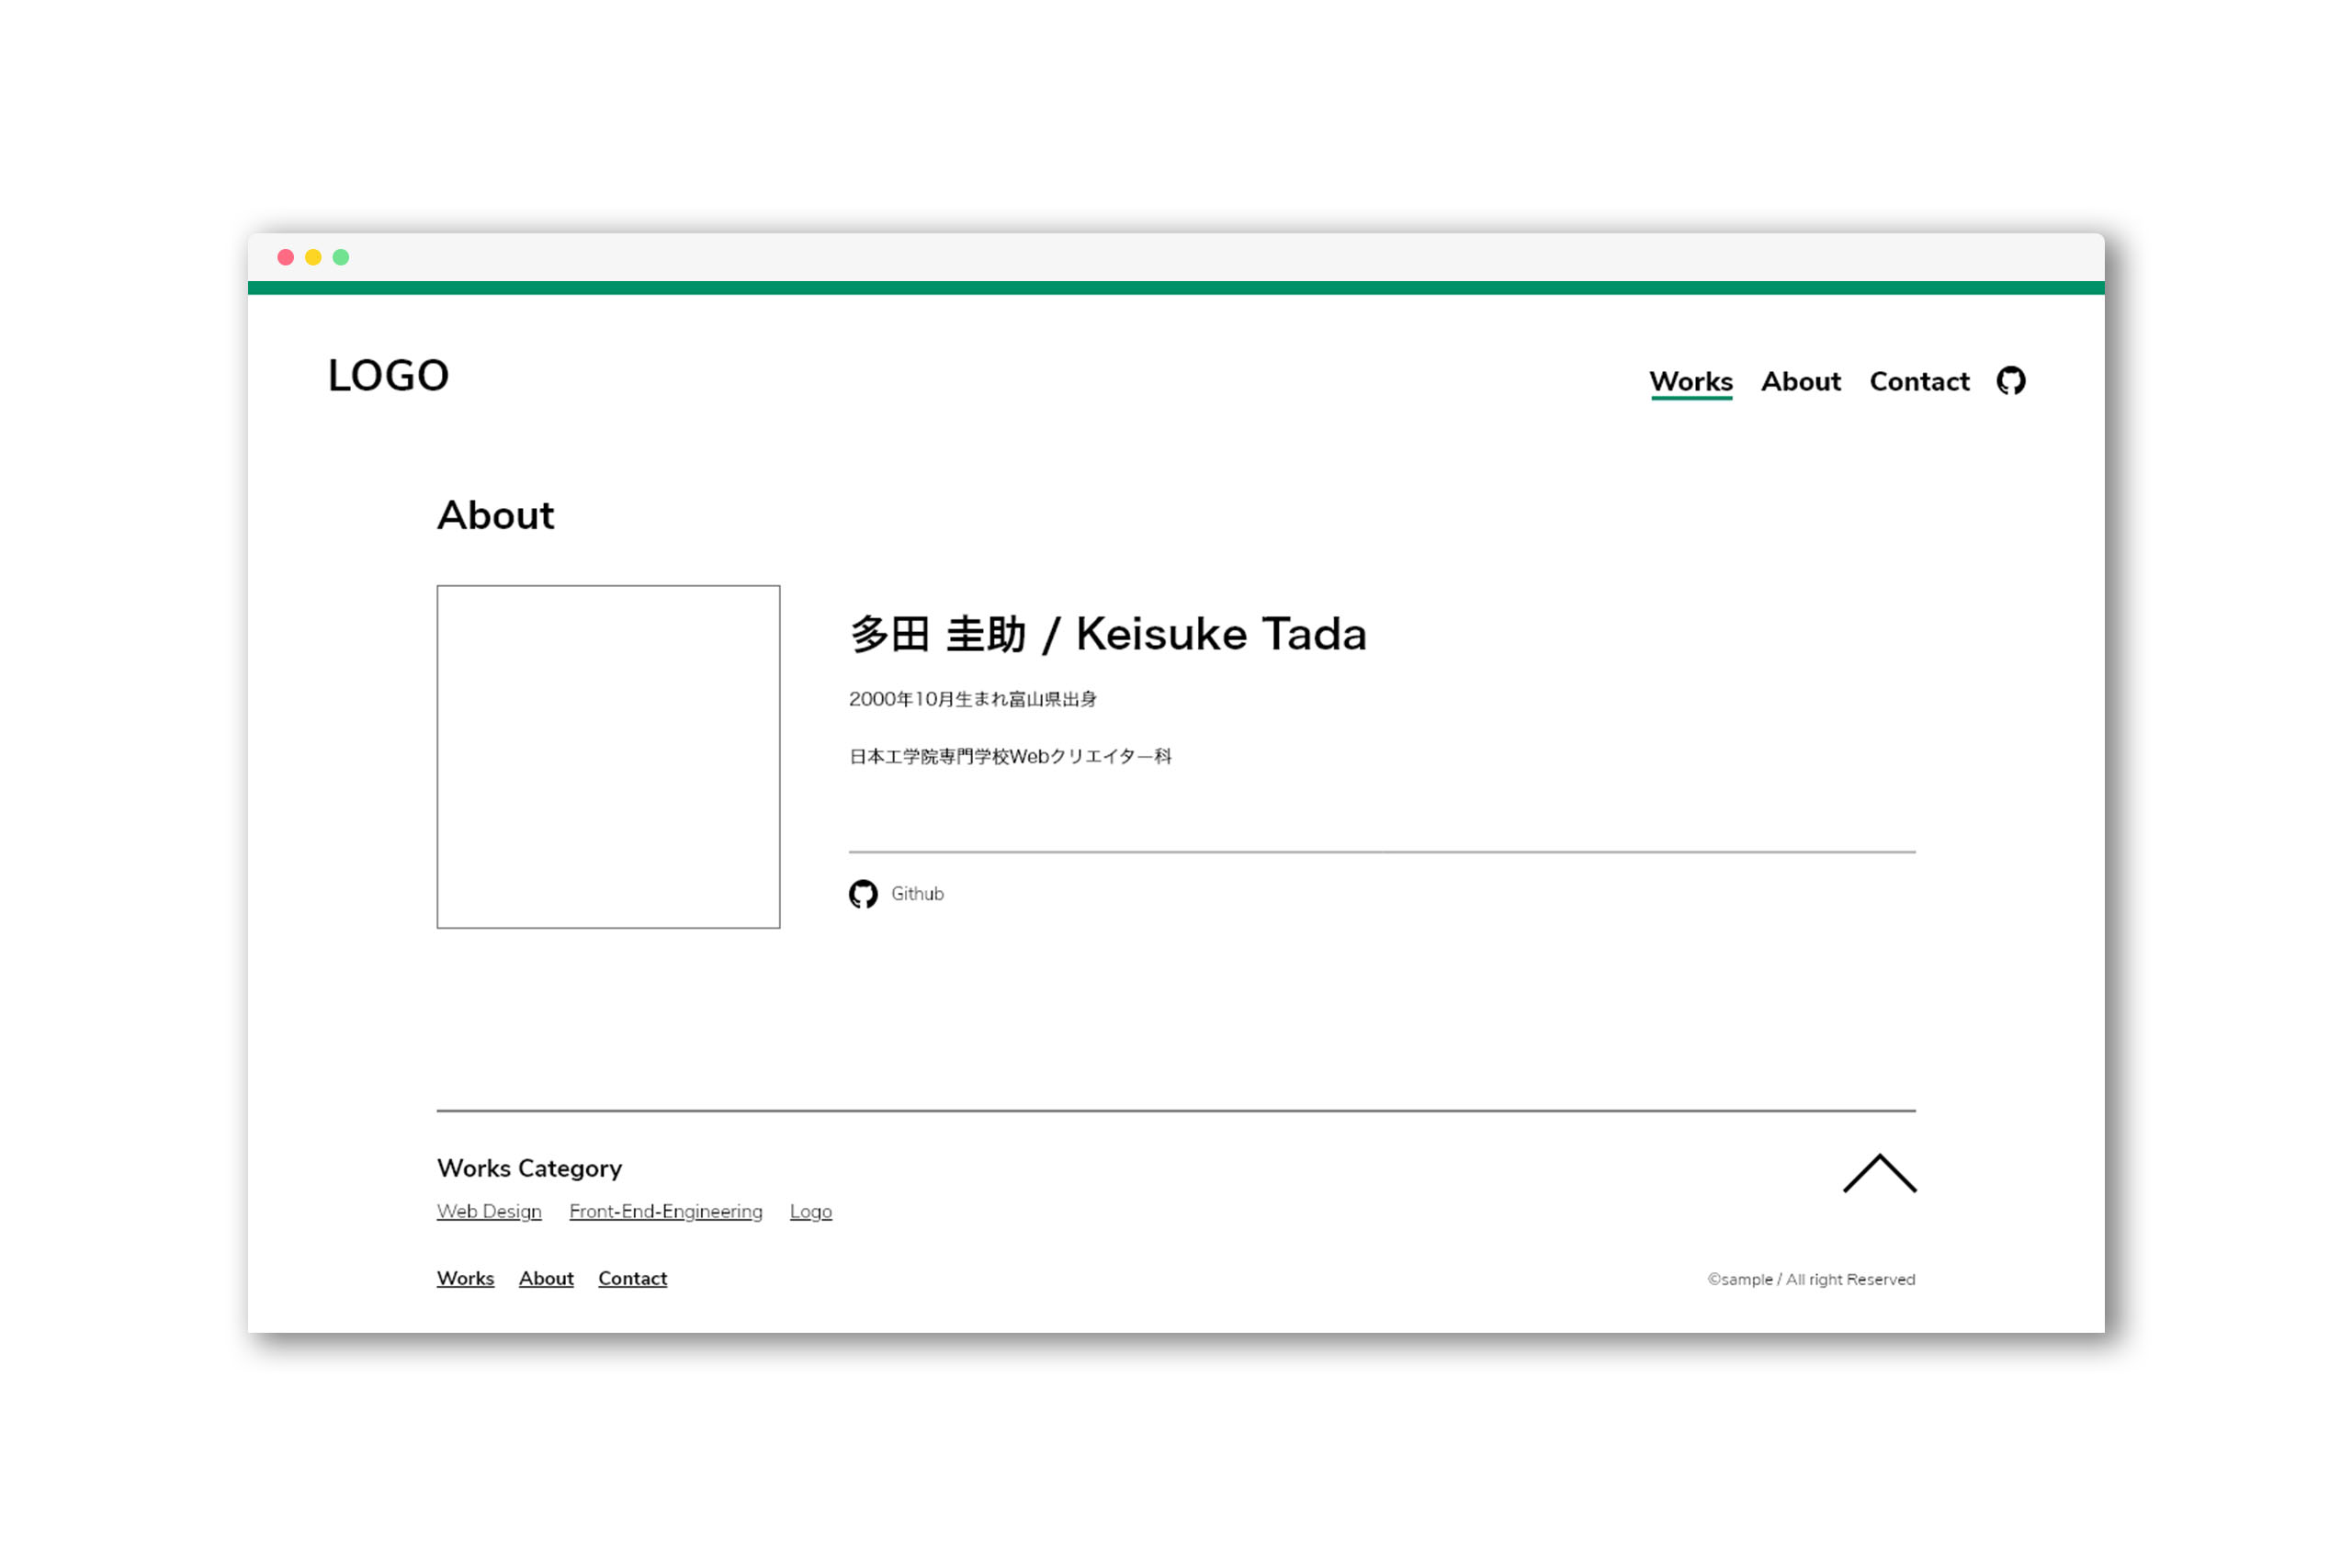 LOGO
Works About Contact
About
多田 圭助 / Keisuke Tada
2000年10月生まれ富山県出身
日本工学院専門学校Webクリエイター科
Github
Works Category
Web Design Front-End-Engineering Logo
Works About Contact
©sample / All right Reserved